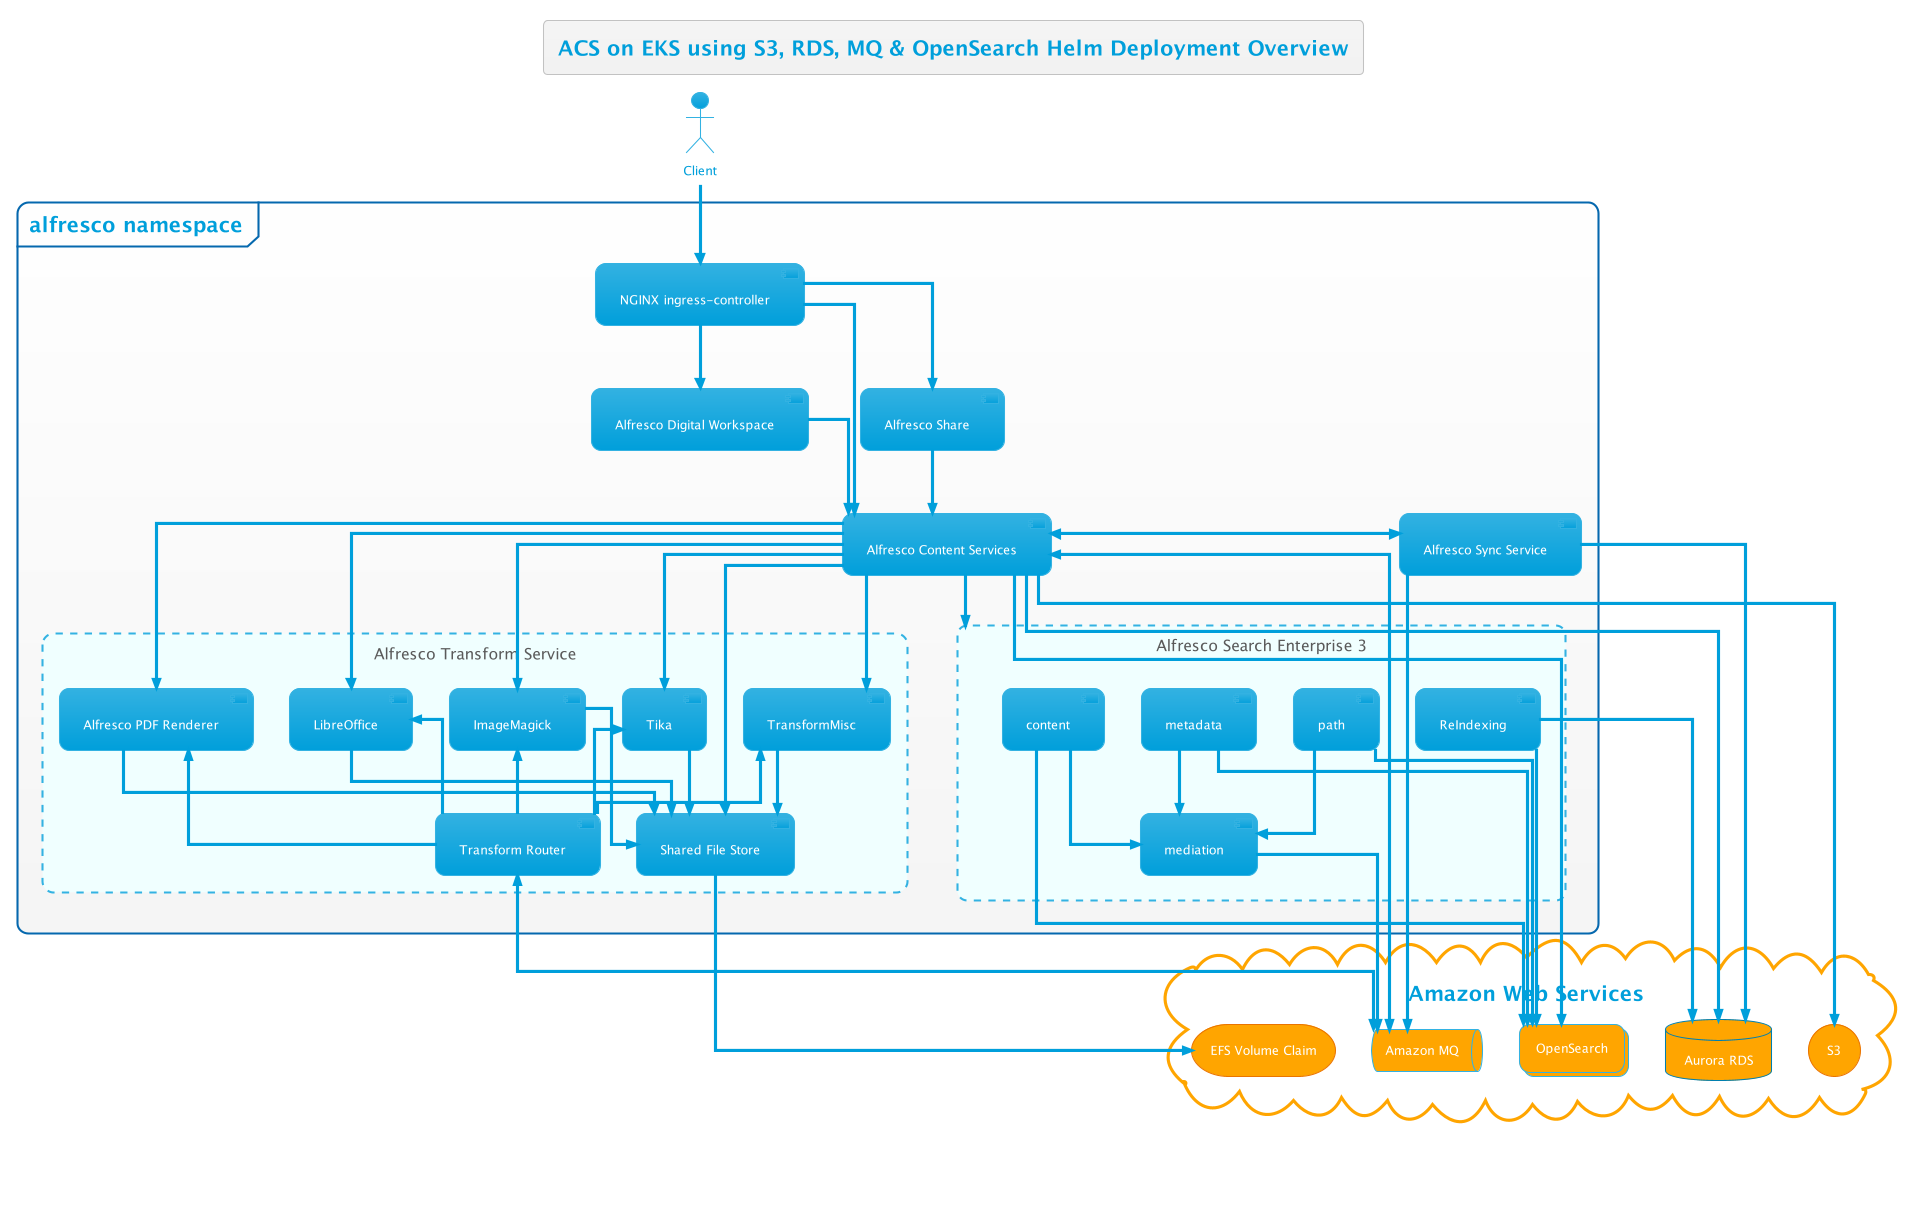 ACS on EKS using S3, RDS, MQ & OpenSearch Helm Deployment Overview
Client
alfresco namespace
NGINX ingress-controller
Alfresco Digital Workspace
Alfresco Share
Alfresco Content Services
Alfresco Sync Service
Alfresco Transform Service
Alfresco Search Enterprise 3
Alfresco PDF Renderer
LibreOffice
ImageMagick
Tika
TransformMisc
content
metadata
path
ReIndexing
Transform Router
Shared File Store
mediation
Amazon Web Services
EFS Volume Claim
Amazon MQ
OpenSearch
Aurora RDS
S3